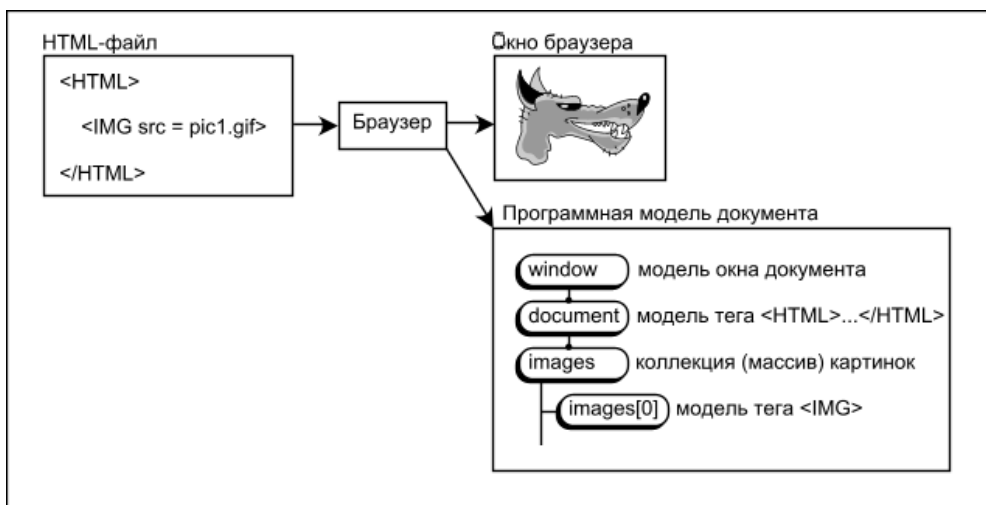 HTML-файл
<HTML>
<IMG src = pic1.gif>
</HTML>
Браузер
Окно браузера
Программная модель документа
window модель окна документа
document модель тега <HTML>...</HTML>
images коллекция (массив) картинок
images[0] модель тега <IMG>